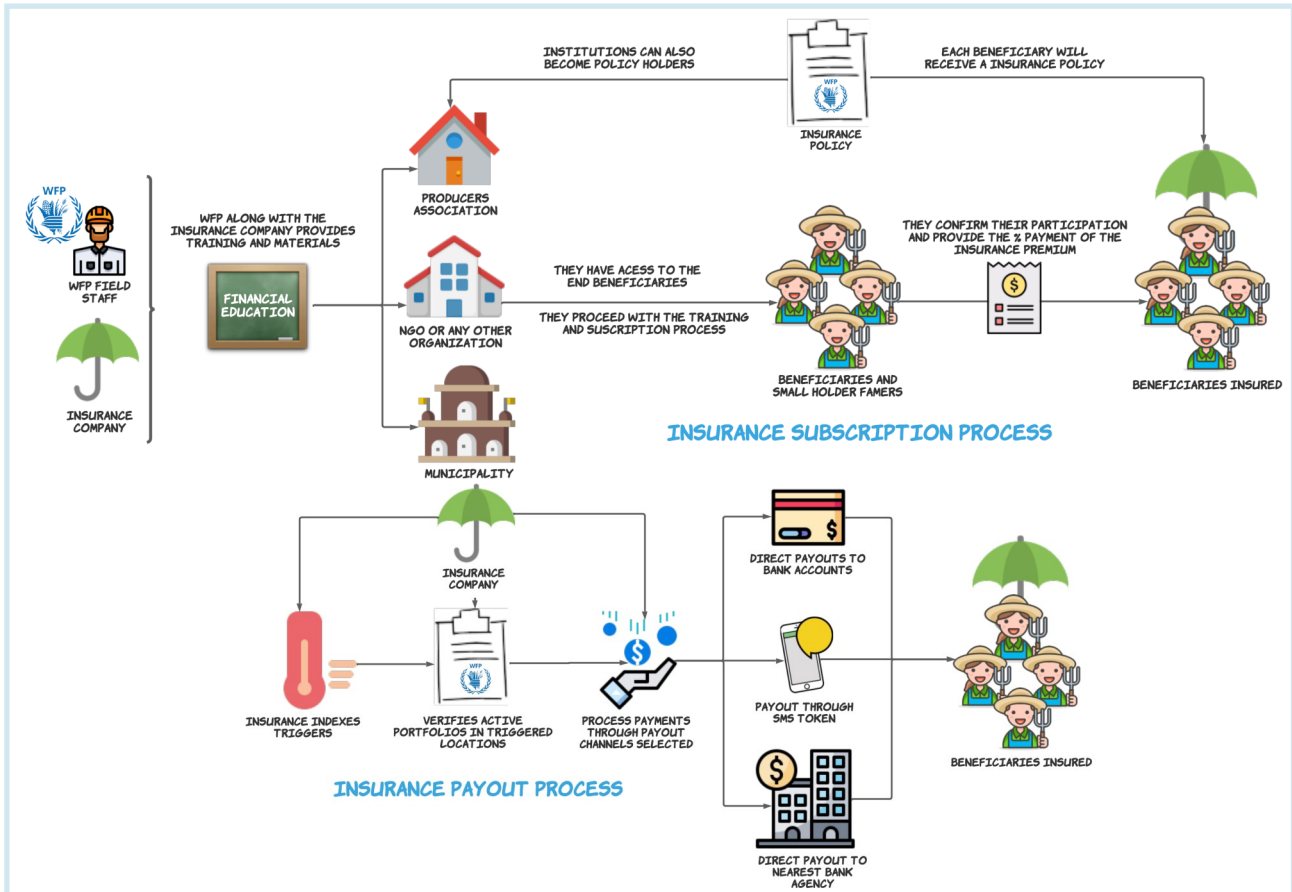 INSTITUTIONS CAN ALSO
BECOME POLICY HOLDERS
EACH BENEFICIARY WILL
RECEIVE A INSURANCE POLICY
WFP
INSURANCE
POLICY
PRODUCERS
ASSOCIATION
WFP
WFP FIELD
STAFF
WFP ALONG WITH THE
INSURANCE COMPANY PROVIDES
TRAINING AND MATERIALS
FINANCIAL
EDUCATION
INSURANCE
COMPANY
NGO OR ANY OTHER
ORGANIZATION
THEY HAVE ACESS TO THE
END BENEFICIARIES
THEY PROCEED WITH THE TRAINING
AND SUSCRIPTION PROCESS
BENEFICIARIES AND
SMALL HOLDER FAMERS
THEY CONFIRM THEIR PARTICIPATION
AND PROVIDE THE % PAYMENT OF THE
INSURANCE PREMIUM
$
BENEFICIARIES INSURED
MUNICIPALITY
INSURANCE SUBSCRIPTION PROCESS
INSURANCE
COMPANY
INSURANCE INDEXES
TRIGGERS
WFP
VERIFIES ACTIVE
PORTFOLIOS IN TRIGGERED
LOCATIONS
$
PROCESS PAYMENTS
THROUGH PAYOUT
CHANNELS SELECTED
$
DIRECT PAYOUTS TO
BANK ACCOUNTS
PAYOUT THROUGH
SMS TOKEN
$
DIRECT PAYOUT TO
NEAREST BANK
AGENCY
BENEFICIARIES INSURED
INSURANCE PAYOUT PROCESS